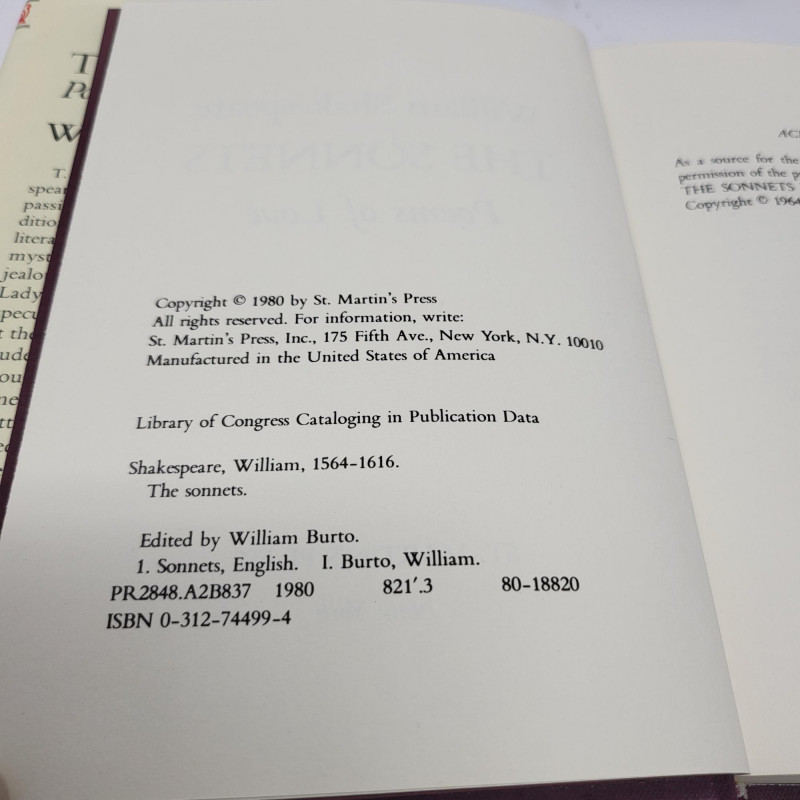 Copyright © 1980 by St. Martin's Press
All rights reserved. For information, write:
St. Martin's Press, Inc., 175 Fifth Ave., New York, N.Y. 10010
Manufactured in the United States of America
Library of Congress Cataloging in Publication Data
Shakespeare, William, 1564-1616.
The sonnets.
Edited by William Burto.
1. Sonnets, English. I. Burto, William.
PR2848.A2B837 1980 821'.3 80-18820
ISBN 0-312-74499-4
As a source for the
permission of the
THE SONNETS
Copyright © 1964